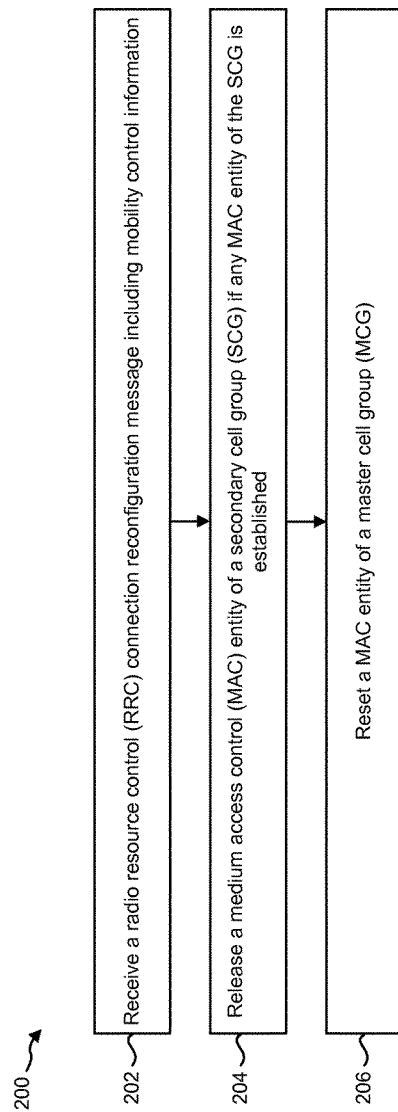 200
202
Receive a radio resource control (RRC) connection reconfiguration message including mobility control information
204
Release a medium access control (MAC) entity of a secondary cell group (SCG) if any MAC entity of the SCG is
established
206
Reset a MAC entity of a master cell group (MCG)